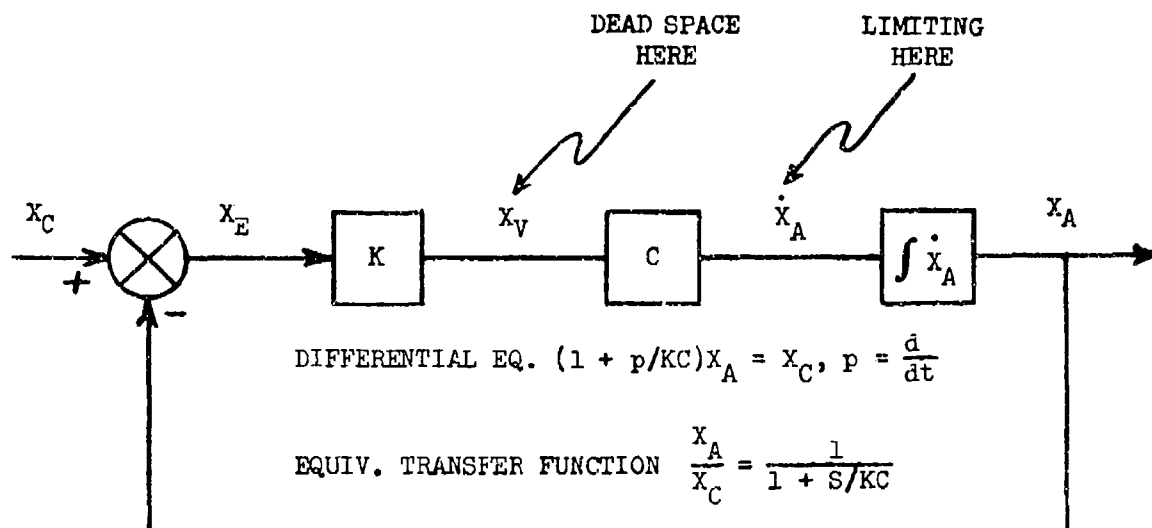 DEAD SPACE
HERE
LIMITING
HERE
X_C
X_E
X_V
Ẋ_A
X_A
+
-
K
C
∫ Ẋ_A
DIFFERENTIAL EQ. (1 + p/KC)X_A = X_C, p = d/dt
EQUIV. TRANSFER FUNCTION X_A/X_C = 1/(1 + S/KC)